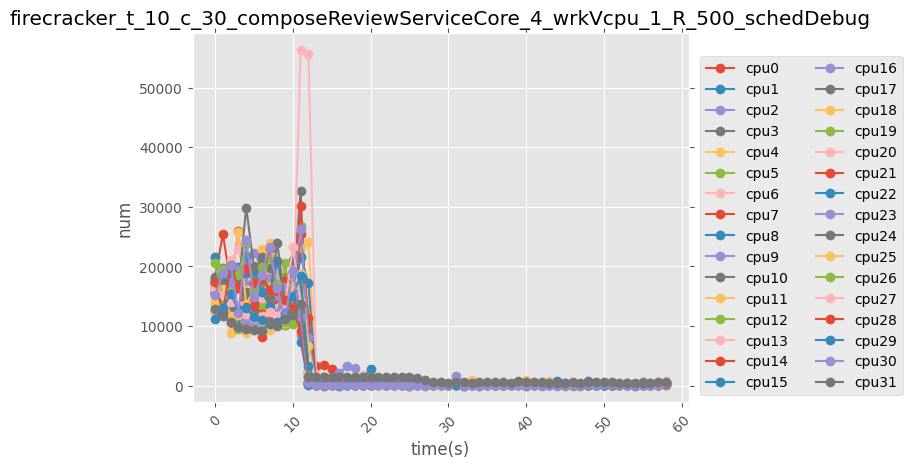 firecracker_t_10_c_30_composeReviewServiceCore_4_wrkVcpu_1_R_500_schedDebug
50000
40000
30000
20000
10000
0
num
0 10 20 30 40 50 60
time(s)
cpu0 cpu16
cpu1 cpu17
cpu2 cpu18
cpu3 cpu19
cpu4 cpu20
cpu5 cpu21
cpu6 cpu22
cpu7 cpu23
cpu8 cpu24
cpu9 cpu25
cpu10 cpu26
cpu11 cpu27
cpu12 cpu28
cpu13 cpu29
cpu14 cpu30
cpu15 cpu31